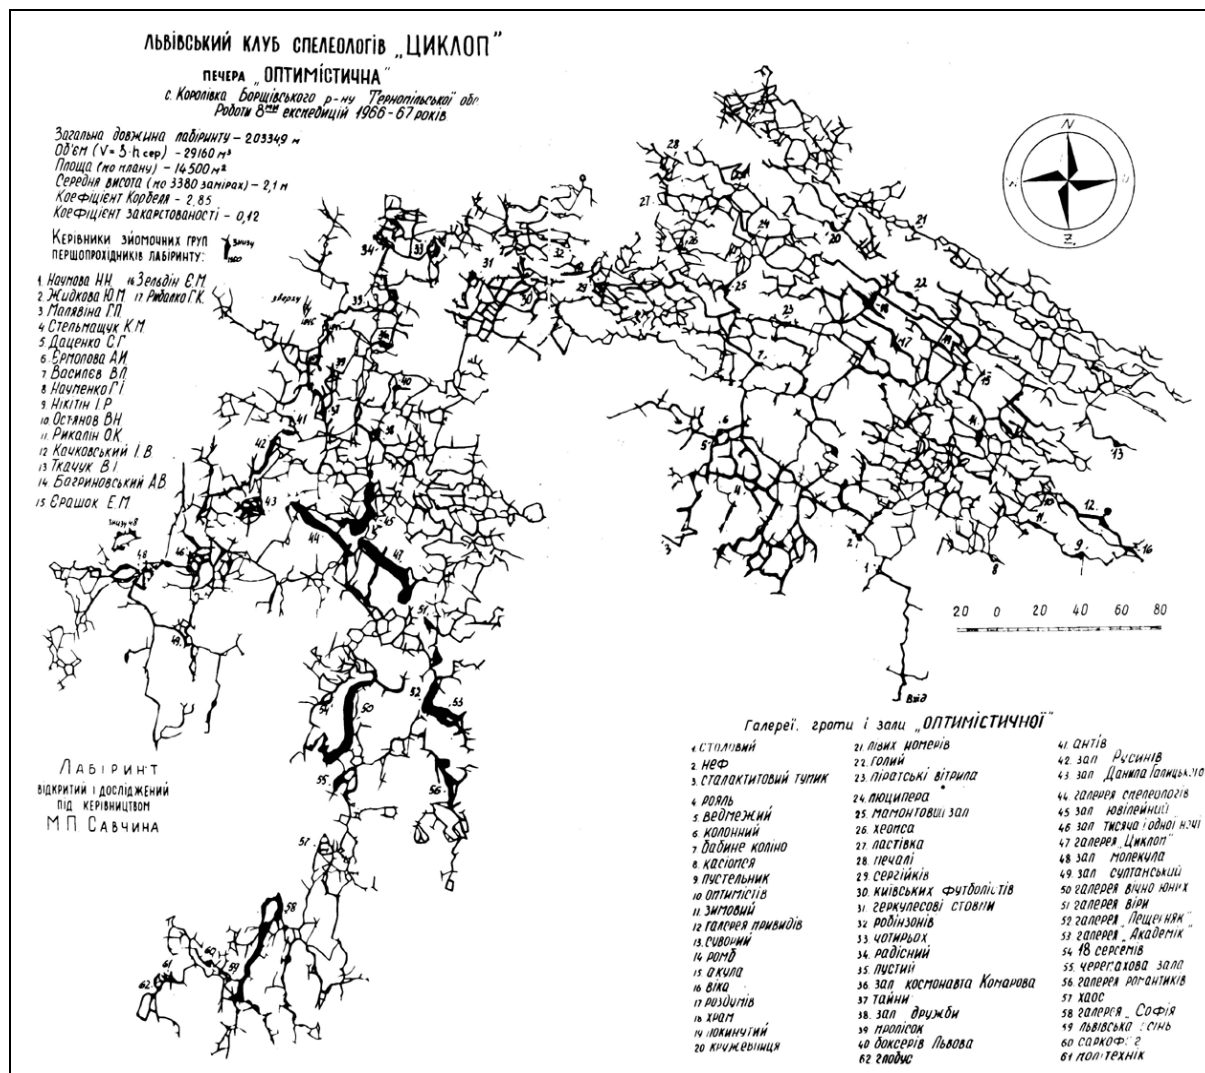 ЛЬВІВСЬКИЙ КЛУБ СПЕЛЕОЛОГІВ „ЦИКЛОП"
ПЕЧЕРА „ОПТИМІСТИЧНА"
с. Королівка Борщівського р-ну Тернопільської обл.
Роботи 8ми експедицій 1966-67 років
Загальна довжина лабіринту – 20334,9 м
Об'єм (V = S·h сер) – 29160 м³
Площа (по плану) – 14500 м²
Середня висота (по 3380 замірах) – 2,1 м
Коефіцієнт Корбеля – 2,85
Коефіцієнт закарстованості – 0,12
КЕРІВНИКИ ЗЙОМОЧНИХ ГРУП
ПЕРШОПРОХІДНИКІВ ЛАБІРИНТУ:
1. Наумова Н.Н. 16 Зельдін Є.М.
2 Жидкова Ю.М 17 Ридалко Г.К.
3 Малявіна Г.П.
4 Стельмащук К.М.
5 Даценко С.Г
6. Єрмолова А.И
7 Василєв В.П.
8 Науменко Г.І.
9 Нікітін І.Р
10 Остянов В.Н
11. Рикалін О.К.
12 Качковський І.В
13 Ткачук В.І
14. Багриновський А.В
15 Єрашок Е.М
ЛАБІРИНТ
ВІДКРИТИЙ І ДОСЛІДЖЕНИЙ
ПІД КЕРІВНИЦТВОМ
М.П САВЧИНА
N
Z
20 0 20 40 60 80
Вхід
Галереї, гроти і зали „ОПТИМІСТИЧНОЇ"
1. СТОЛОВИЙ
2. НЕФ
3. СТАЛАКТИТОВИЙ ТУПИК
4. РОЯЛЬ
5 ВЕДМЕЖИЙ
6 КОЛОННИЙ
7 БАБИНЕ КОЛІНО
8 КАСІОПЕЯ
9 ПУСТЕЛЬНИК
10 ОПТИМІСТІВ
11. ЗИМОВИЙ
12 ГАЛЕРЕЯ ПРИВИДІВ
13. СУВОРИЙ
14 РОМБ
15 АКУЛА
16 ВІКА
17 РОЗДУМІВ
18 ХРАМ
19 ПОКИНУТИЙ
20 КРУЖЕВНИЦЯ
21. ЛІВИХ НОМЕРІВ
22. ГОЛИЙ
23. ПІРАТСЬКІ ВІТРИЛА
24. ЛЮЦИПЕРА
25. МАМОНТОВИЙ ЗАЛ
26. ХЕОПСА
27. ЛАСТІВКА
28. ПЕЧАЛІ
29. СЕРГІЙКІВ
30. КИЇВСЬКИХ ФУТБОЛІСТІВ
31. ГЕРКУЛЕСОВІ СТОВПИ
32 РОБІНЗОНІВ
33. ЧОТИРЬОХ
34. РАДІСНИЙ
35. ПУСТИЙ
36. ЗАЛ КОСМОНАВТА КОМАРОВА
37 ТАЙНИ
38. ЗАЛ ДРУЖБИ
39 ПРОЛІСОК
40 БОКСЕРІВ ЛЬВОВА
62 ГЛОБУС
41. АНТІВ
42. ЗАЛ РУСИНІВ
43 ЗАЛ ДАНИЛА ГАЛИЦЬКОГО
44 ГАЛЕРЕЯ СПЕЛЕОЛОГІВ
45 ЗАЛ ЮВІЛЕЙНИЙ
46 ЗАЛ ТИСЯЧА І ОДНОЇ НОЧІ
47 ГАЛЕРЕЯ „ЦИКЛОП"
48 ЗАЛ МОЛЕКУЛА
49. ЗАЛ СУЛТАНСЬКИЙ
50 ГАЛЕРЕЯ ВІЧНО ЮНИХ
51 ГАЛЕРЕЯ ВІРИ
52 ГАЛЕРЕЯ
53 ГАЛЕРЕЯ „АКАДЕМІК"
54 18 СЕРГЕЇВ
55. ЧЕРЕПАХОВА ЗАЛА
56. ГАЛЕРЕЯ РОМАНТИКІВ
57 ХАОС
58 ГАЛЕРЕЯ „СОФІЯ
59 ЛЬВІВСЬКА ОСІНЬ
60 САРКОФАГ
61 ПОЛІТЕХНІК